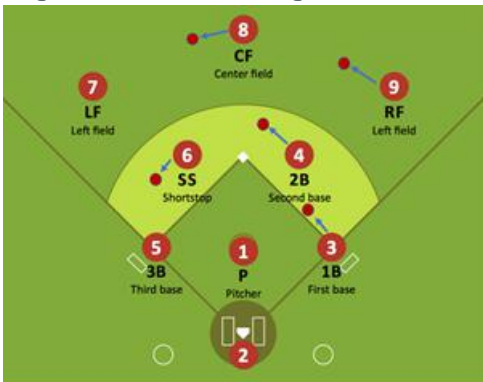 8
CF
Center field
7
LF
Left field
9
RF
Left field
6
SS
Shortstop
4
2B
Second base
5
3B
Third base
1
P
Pitcher
3
1B
First base
2